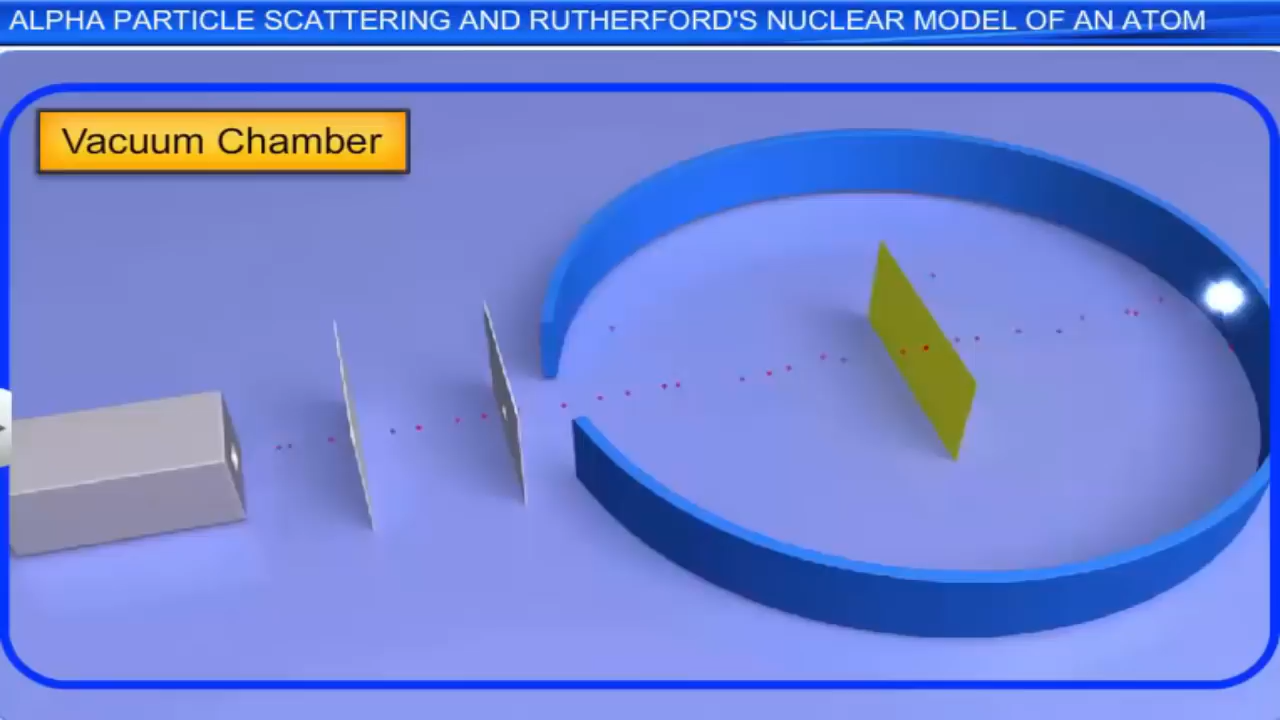 ALPHA PARTICLE SCATTERING AND RUTHERFORD'S NUCLEAR MODEL OF AN ATOM
Vacuum Chamber